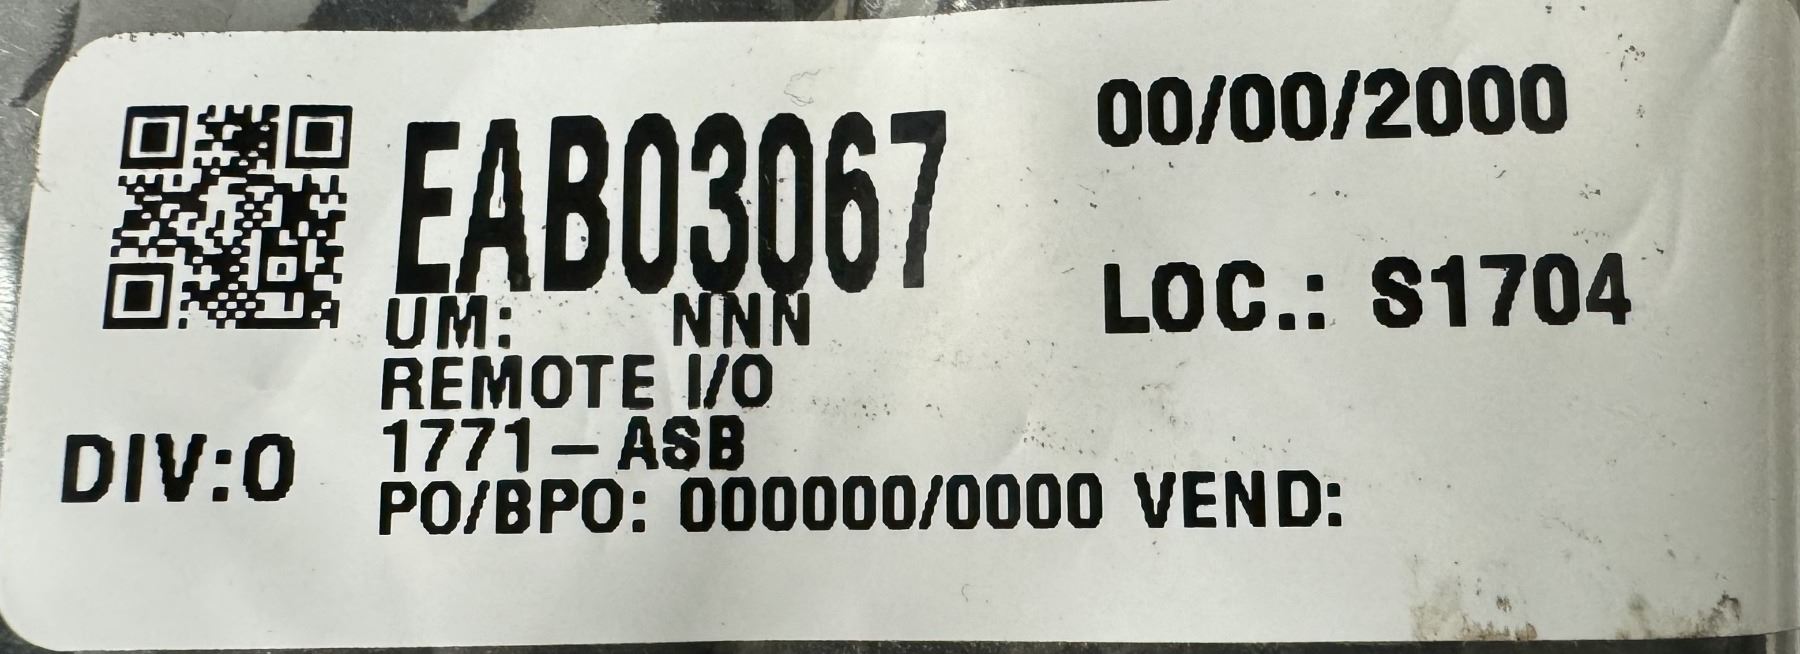 EAB03067
00/00/2000
UM: NNN
LOC.: S1704
REMOTE I/O
1771-ASB
DIV:0
PO/BPO: 000000/0000 VEND: